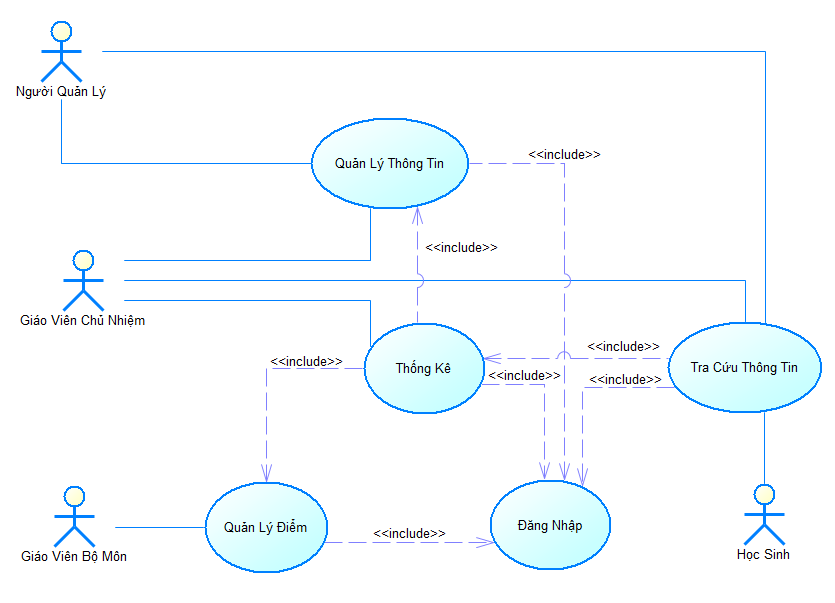 Người Quản Lý
<<include>>
Quản Lý Thông Tin
<<include>>
Giáo Viên Chủ Nhiệm
<<include>>
<<include>>
Thống Kê
<<include>>
<<include>>
Tra Cứu Thông Tin
Quản Lý Điểm
<<include>>
Đăng Nhập
Giáo Viên Bộ Môn
Học Sinh